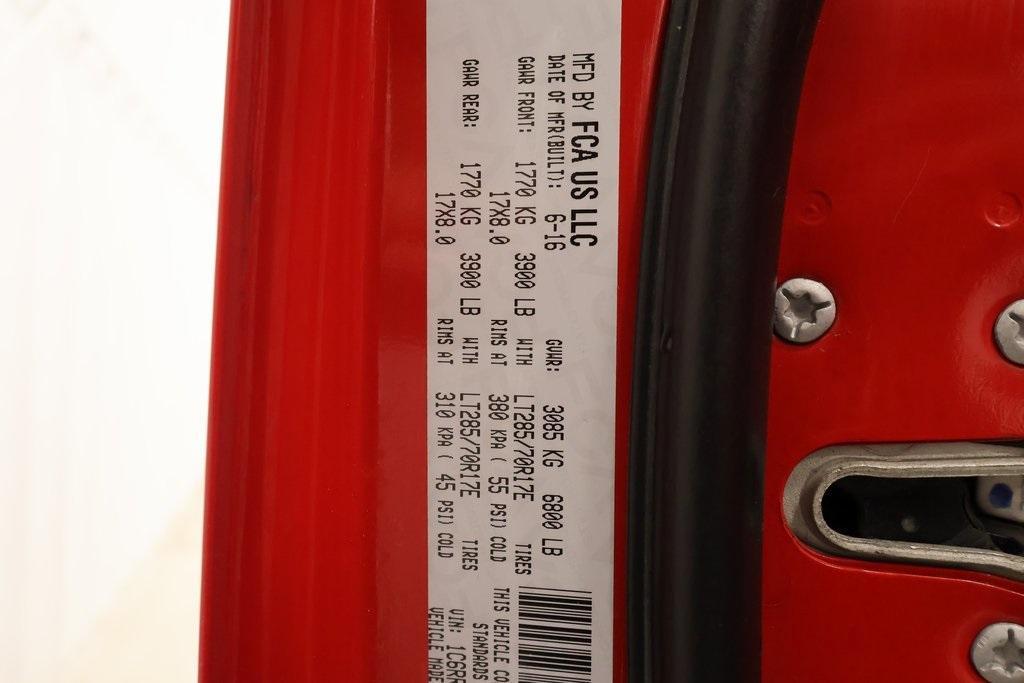 MFD BY FCA US LLC
DATE OF MFR(BUILT): 6-16 GVWR: 3085 KG 6800 LB
GAWR FRONT: 1770 KG 3900 LB WITH LT285/70R17E TIRES
17X8.0 RIMS AT 380 KPA ( 55 PSI) COLD
GAWR REAR: 1770 KG 3900 LB WITH LT285/70R17E TIRES
17X8.0 RIMS AT 310 KPA ( 45 PSI) COLD
THIS VEHICLE CO
STANDARDS
VIN: 1C6RR
VEHICLE MADE